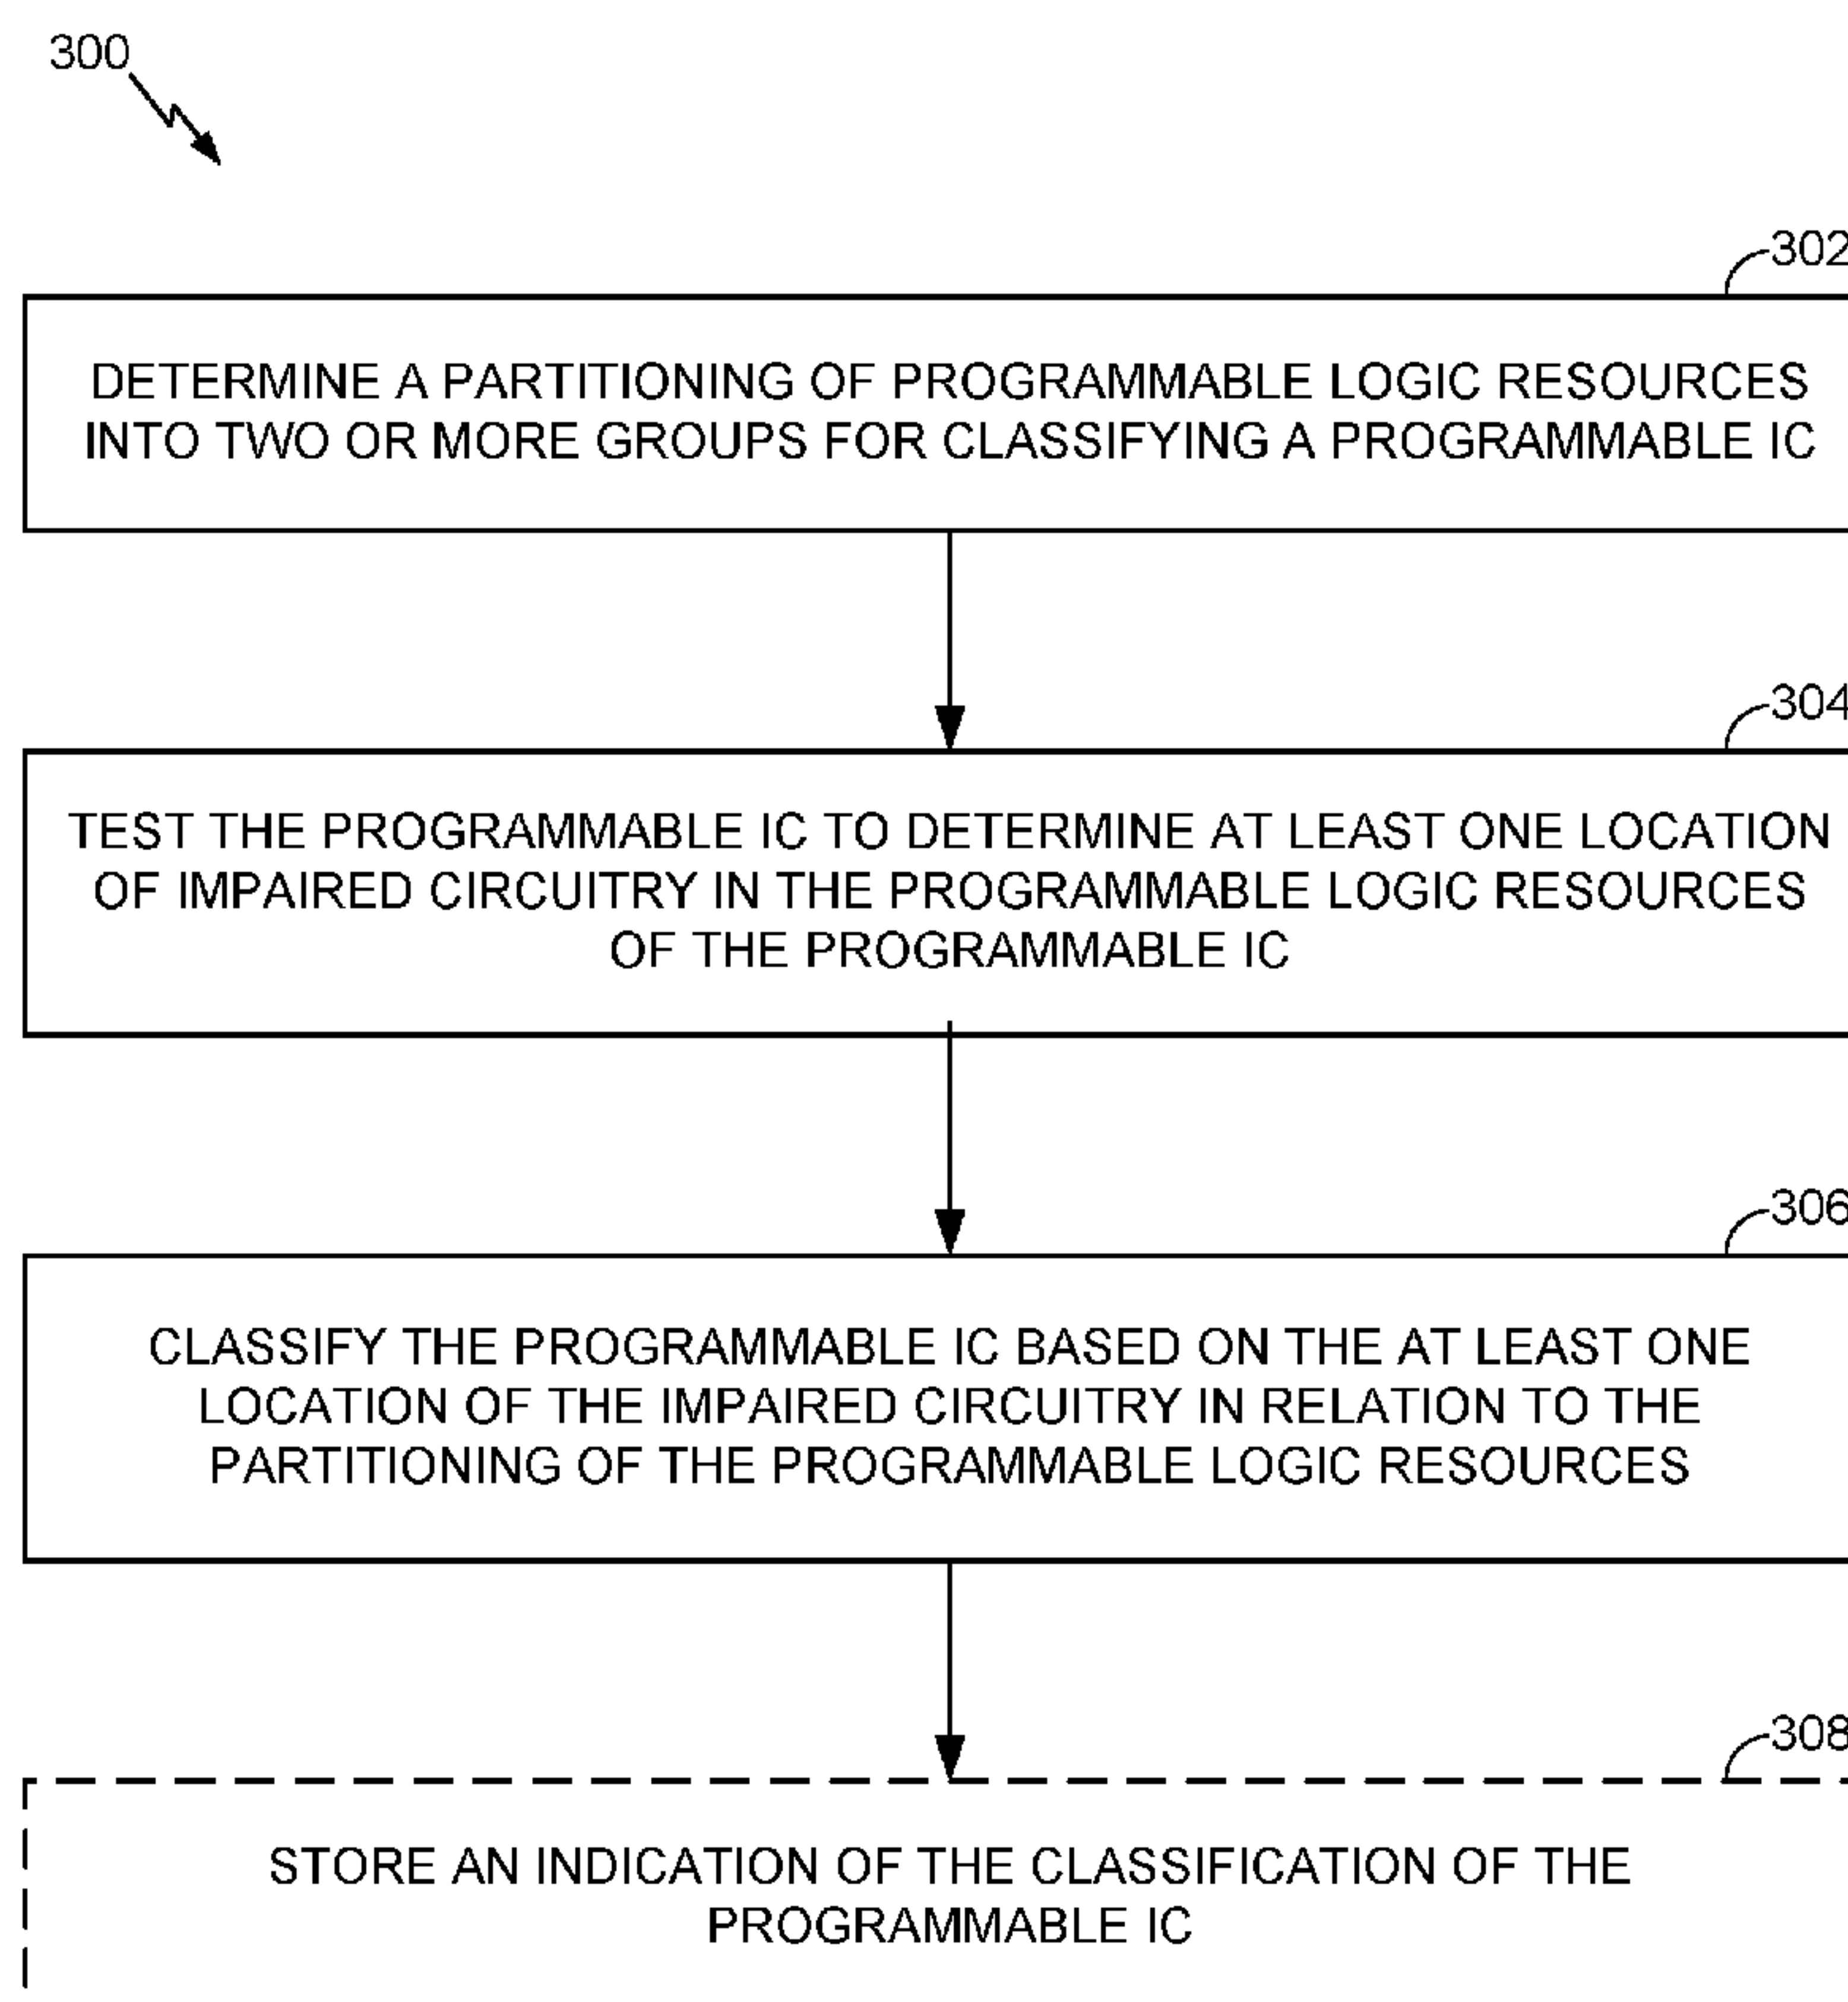 300
302
DETERMINE A PARTITIONING OF PROGRAMMABLE LOGIC RESOURCES
INTO TWO OR MORE GROUPS FOR CLASSIFYING A PROGRAMMABLE IC
304
TEST THE PROGRAMMABLE IC TO DETERMINE AT LEAST ONE LOCATION
OF IMPAIRED CIRCUITRY IN THE PROGRAMMABLE LOGIC RESOURCES
OF THE PROGRAMMABLE IC
306
CLASSIFY THE PROGRAMMABLE IC BASED ON THE AT LEAST ONE
LOCATION OF THE IMPAIRED CIRCUITRY IN RELATION TO THE
PARTITIONING OF THE PROGRAMMABLE LOGIC RESOURCES
308
STORE AN INDICATION OF THE CLASSIFICATION OF THE
PROGRAMMABLE IC